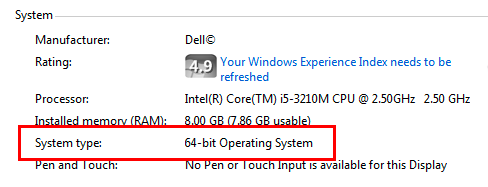 System
Manufacturer: Dell©
Rating: 4,9 Your Windows Experience Index needs to be
refreshed
Processor: Intel(R) Core(TM) i5-3210M CPU @ 2.50GHz 2.50 GHz
Installed memory (RAM): 8.00 GB (7.86 GB usable)
System type: 64-bit Operating System
Pen and Touch: No Pen or Touch Input is available for this Display